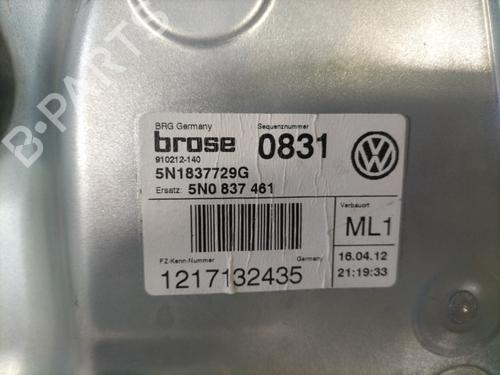 B-PARTS
BRG Germany
Sequenznummer
brose
0831
910212-140
5N1837729G
Ersatz: 5N0 837 461
Verbauort
ML1
FZ-Kenn-Nummer
Germany
16.04.12
1217132435
21:19:33